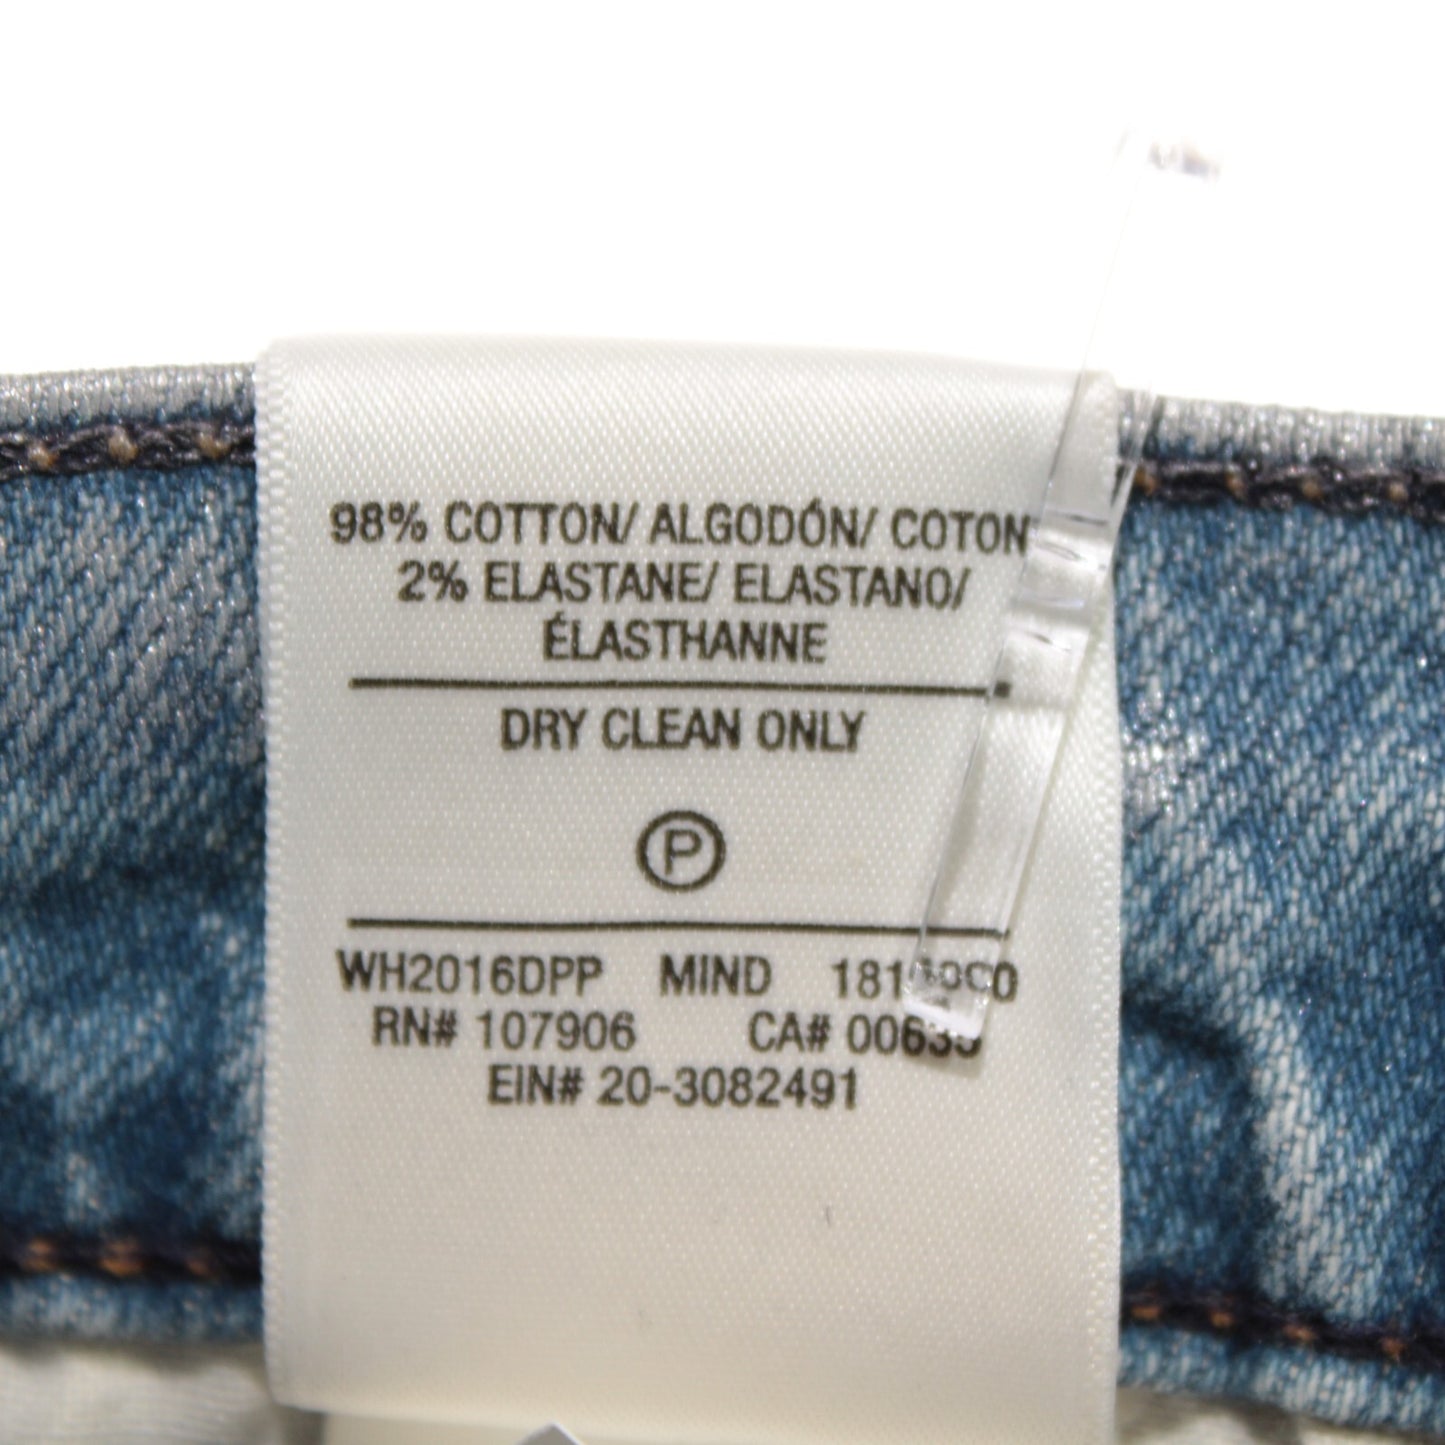 98% COTTON/ ALGODÓN/ COTON
2% ELASTANE/ ELASTANO/
ÉLASTHANNE
DRY CLEAN ONLY
P
WH2016DPP MIND
RN# 107906 CA#
EIN# 20-3082491